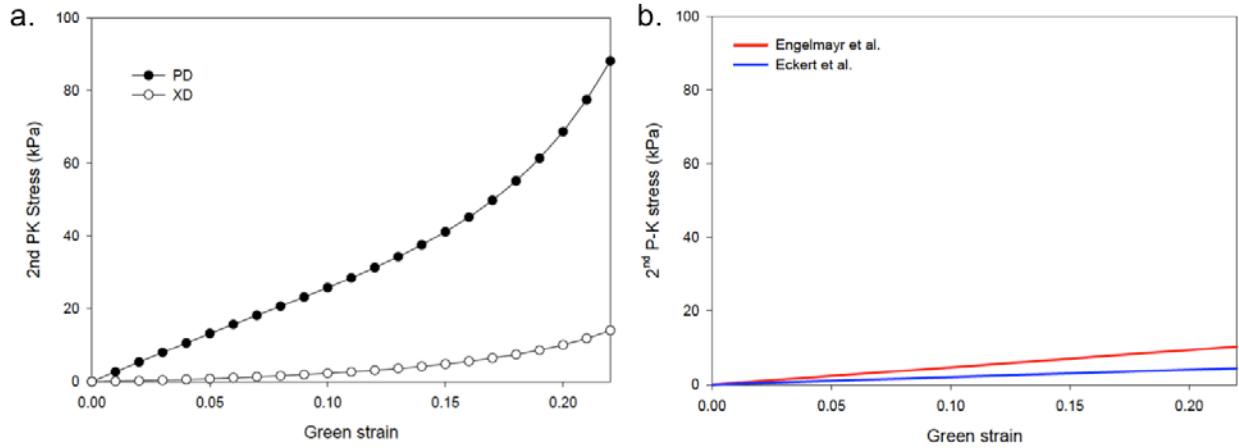 a.
100
80
60
40
20
0
2nd PK Stress (kPa)
PD
XD
0.00 0.05 0.10 0.15 0.20
Green strain
b.
100
80
60
40
20
0
2nd P-K stress (kPa)
Engelmayr et al.
Eckert et al.
0.00 0.05 0.10 0.15 0.20
Green strain